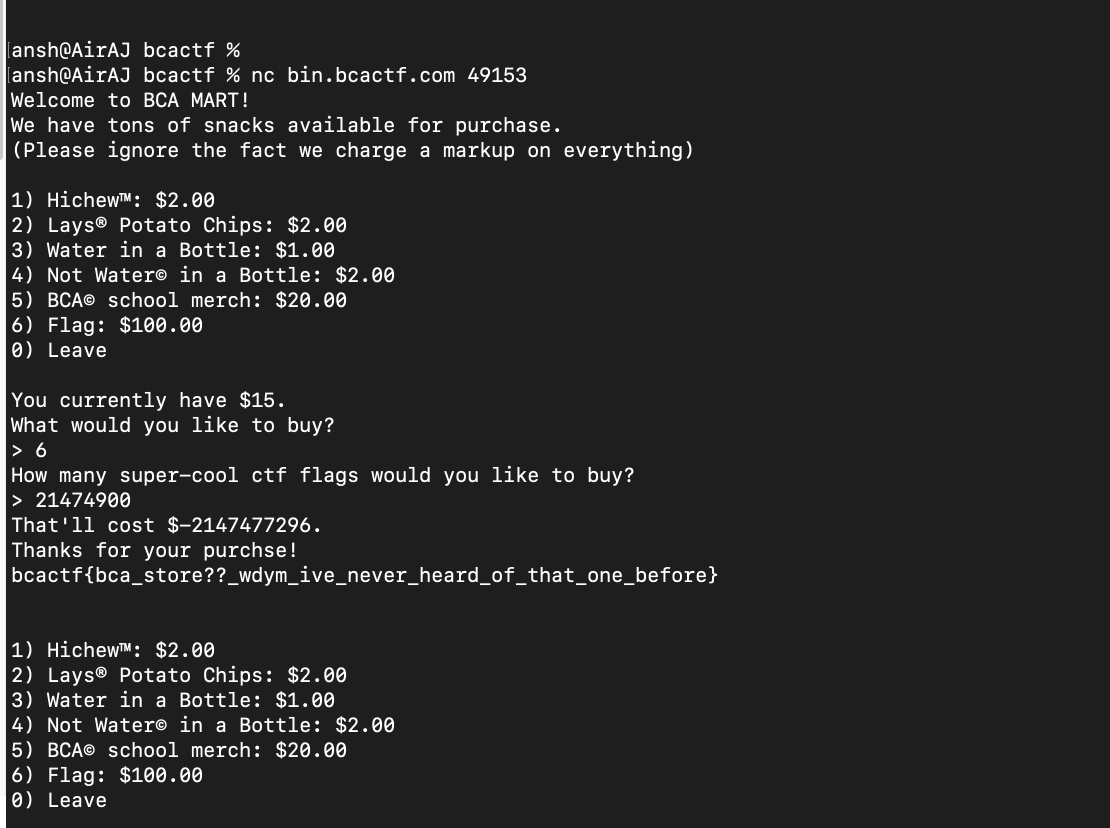 ansh@AirAJ bcactf %
ansh@AirAJ bcactf % nc bin.bcactf.com 49153
Welcome to BCA MART!
We have tons of snacks available for purchase.
(Please ignore the fact we charge a markup on everything)
1) Hichew™: $2.00
2) Lays® Potato Chips: $2.00
3) Water in a Bottle: $1.00
4) Not Water© in a Bottle: $2.00
5) BCA© school merch: $20.00
6) Flag: $100.00
0) Leave
You currently have $15.
What would you like to buy?
> 6
How many super-cool ctf flags would you like to buy?
> 21474900
That'll cost $-2147477296.
Thanks for your purchse!
bcactf{bca_store??_wdym_ive_never_heard_of_that_one_before}
1) Hichew™: $2.00
2) Lays® Potato Chips: $2.00
3) Water in a Bottle: $1.00
4) Not Water© in a Bottle: $2.00
5) BCA© school merch: $20.00
6) Flag: $100.00
0) Leave